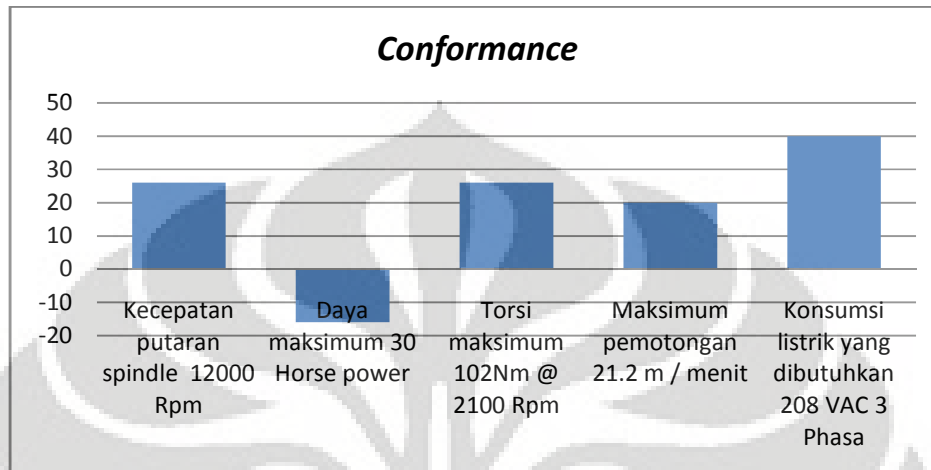 Conformance
50
40
30
20
10
0
-10
-20
Kecepatan
putaran
spindle 12000
Rpm
Daya
maksimum 30
Horse power
Torsi
maksimum
102Nm @
2100 Rpm
Maksimum
pemotongan
21.2 m / menit
Konsumsi
listrik yang
dibutuhkan
208 VAC 3
Phasa